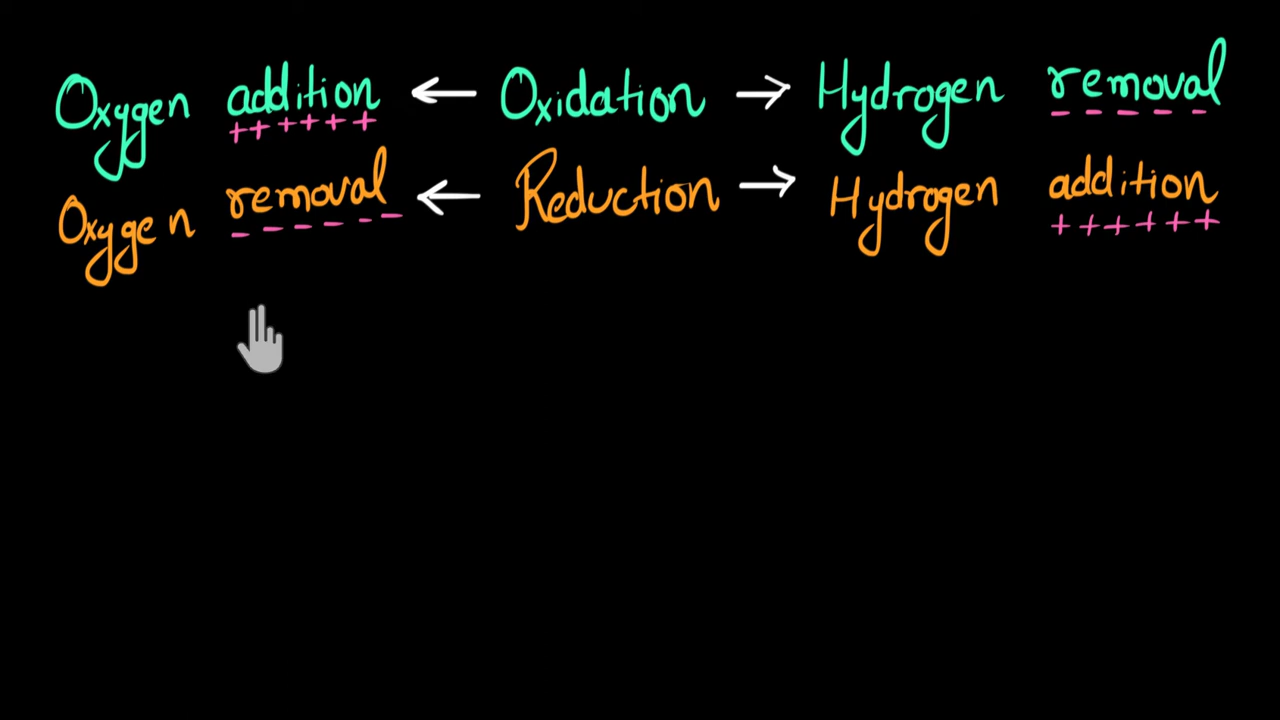 Oxygen addition ← Oxidation → Hydrogen removal
++++++ - - - - -
Oxygen removal ← Reduction → Hydrogen addition
- - - - - - ++++++